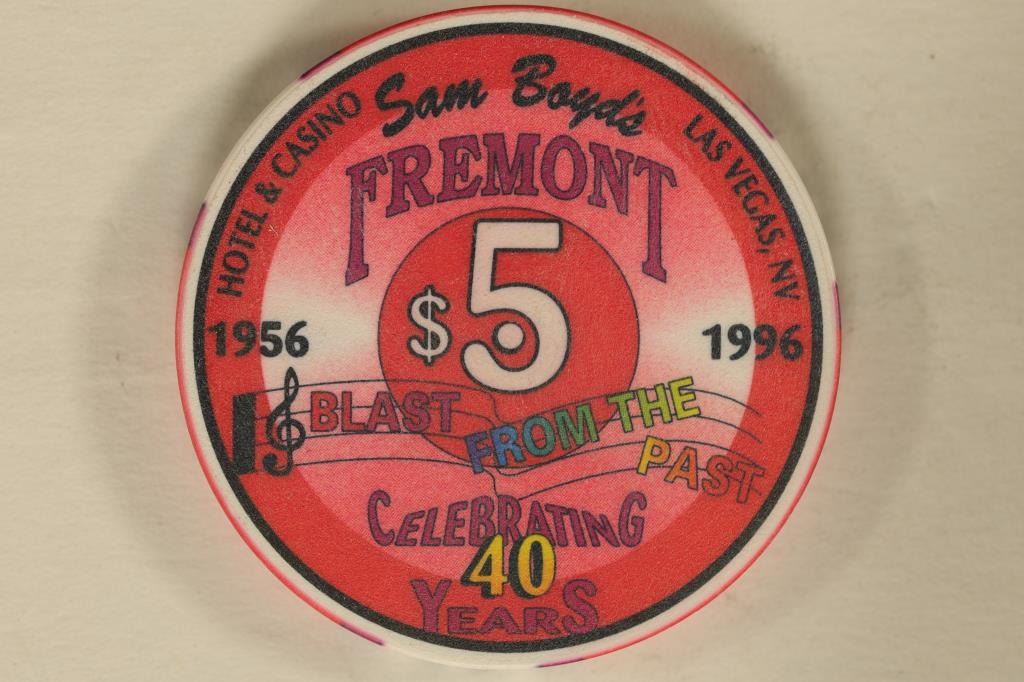 Sam Boyd's
HOTEL & CASINO
LAS VEGAS, NV
FREMONT
$5
1956
1996
BLAST
FROM THE
PAST
CELEBRATING
40
YEARS